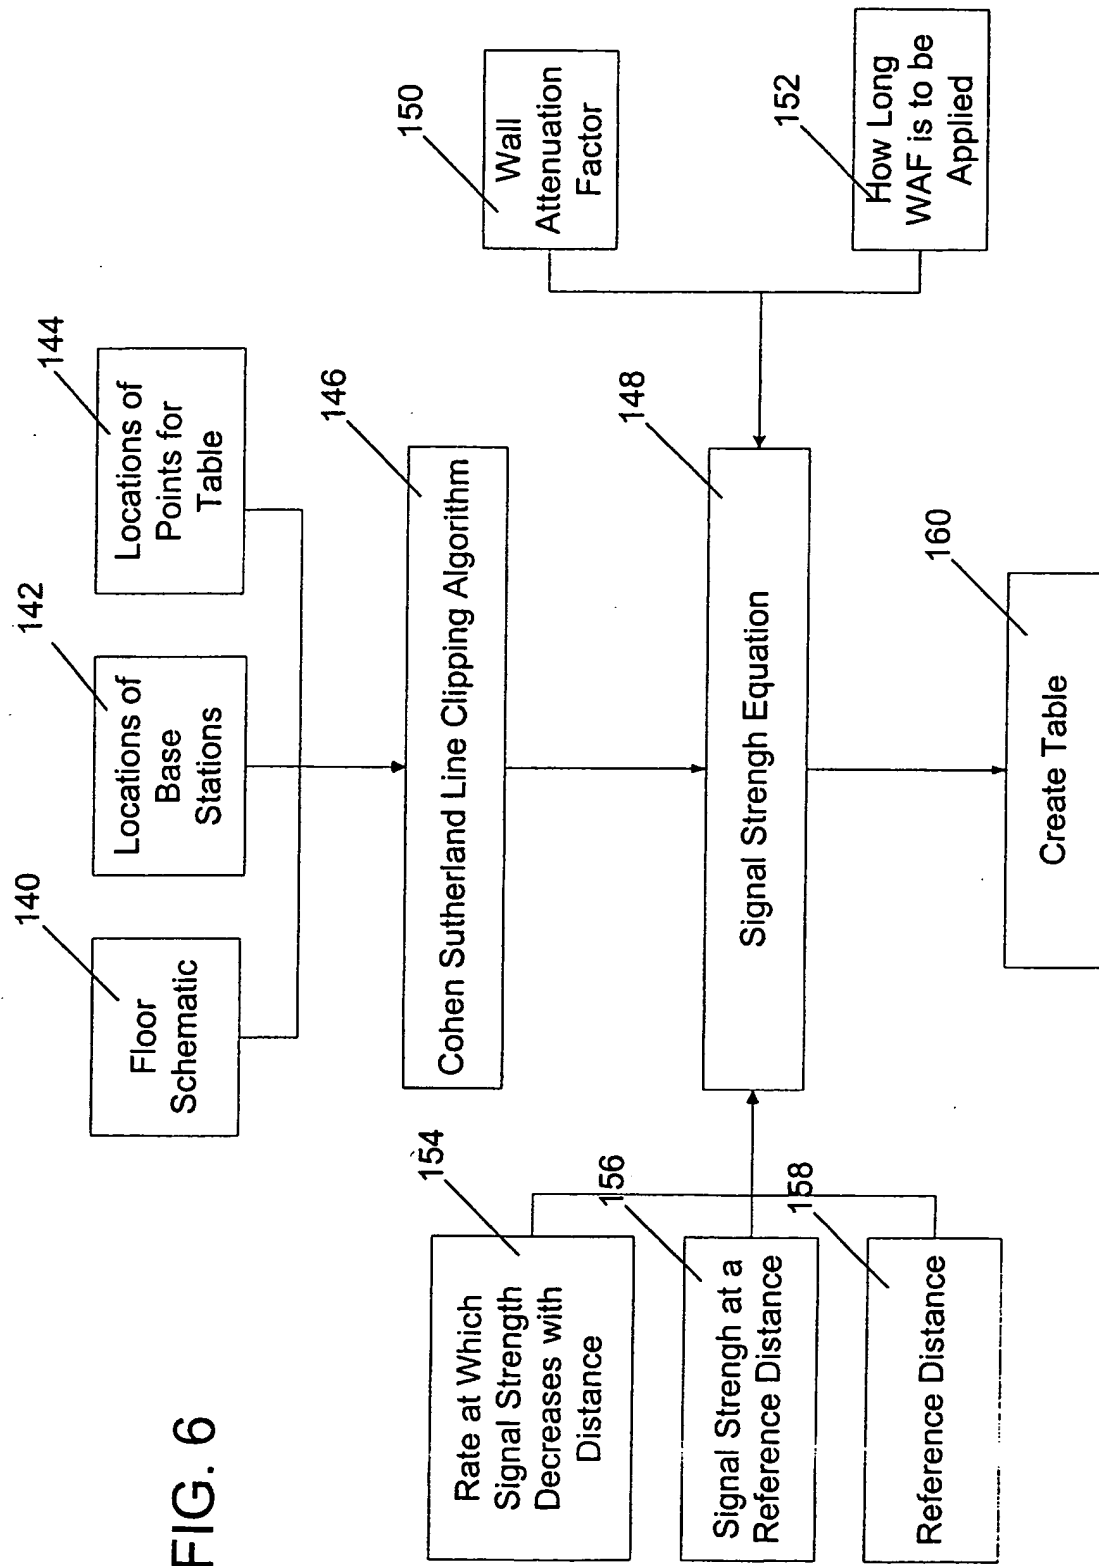 FIG. 6
140
Floor
Schematic
142
Locations of
Base
Stations
144
Locations of
Points for
Table
146
Cohen Sutherland Line Clipping Algorithm
148
Signal Strengh Equation
150
Wall
Attenuation
Factor
152
How Long
WAF is to be
Applied
154
Rate at Which
Signal Strength
Decreases with
Distance
156
Signal Strengh at a
Reference Distance
158
Reference Distance
160
Create Table